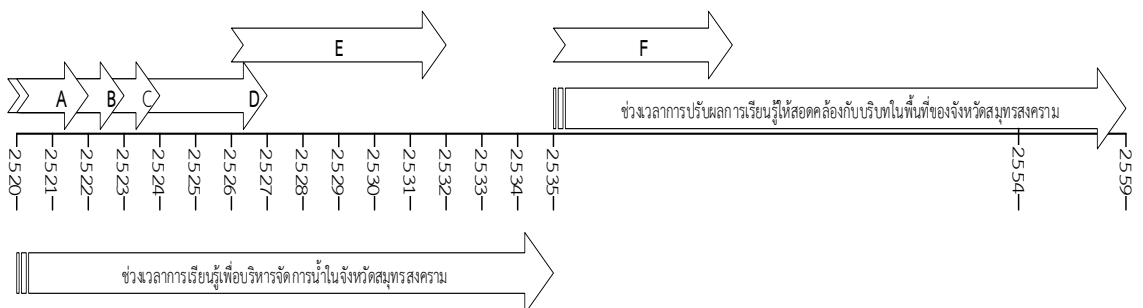 E F
A B C D
ช่วงเวลาการปรับผลการเรียนรู้ให้สอดคล้องกับบริบทในพื้นที่ของจังหวัดสมุทรสงคราม
2520 2521 2522 2523 2524 2525 2526 2527 2528 2529 2530 2531 2532 2533 2534 2535 2554 2559
ช่วงเวลาการเรียนรู้เพื่อบริหารจัดการน้ำในจังหวัดสมุทรสงคราม